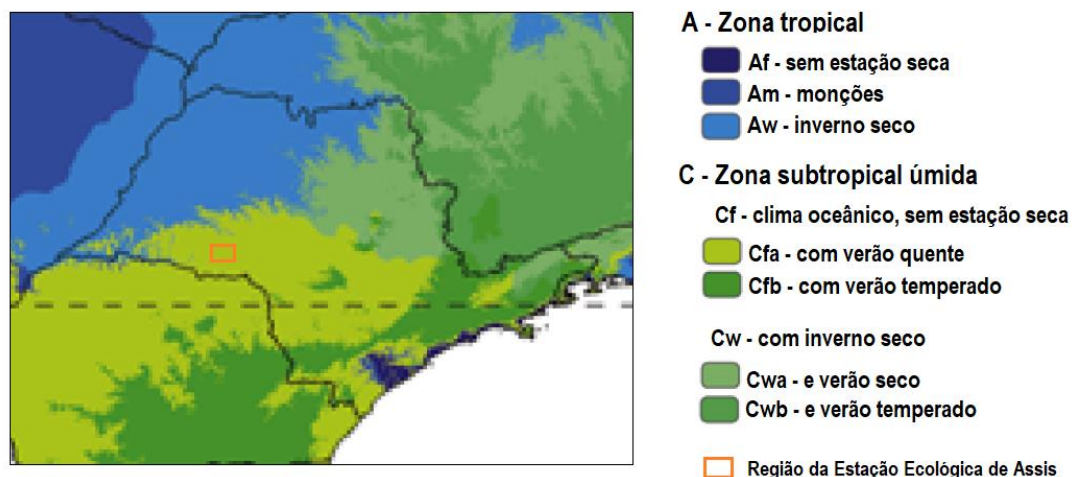 A - Zona tropical
Af - sem estação seca
Am - monções
Aw - inverno seco
C - Zona subtropical úmida
Cf - clima oceânico, sem estação seca
Cfa - com verão quente
Cfb - com verão temperado
Cw - com inverno seco
Cwa - e verão seco
Cwb - e verão temperado
Região da Estação Ecológica de Assis